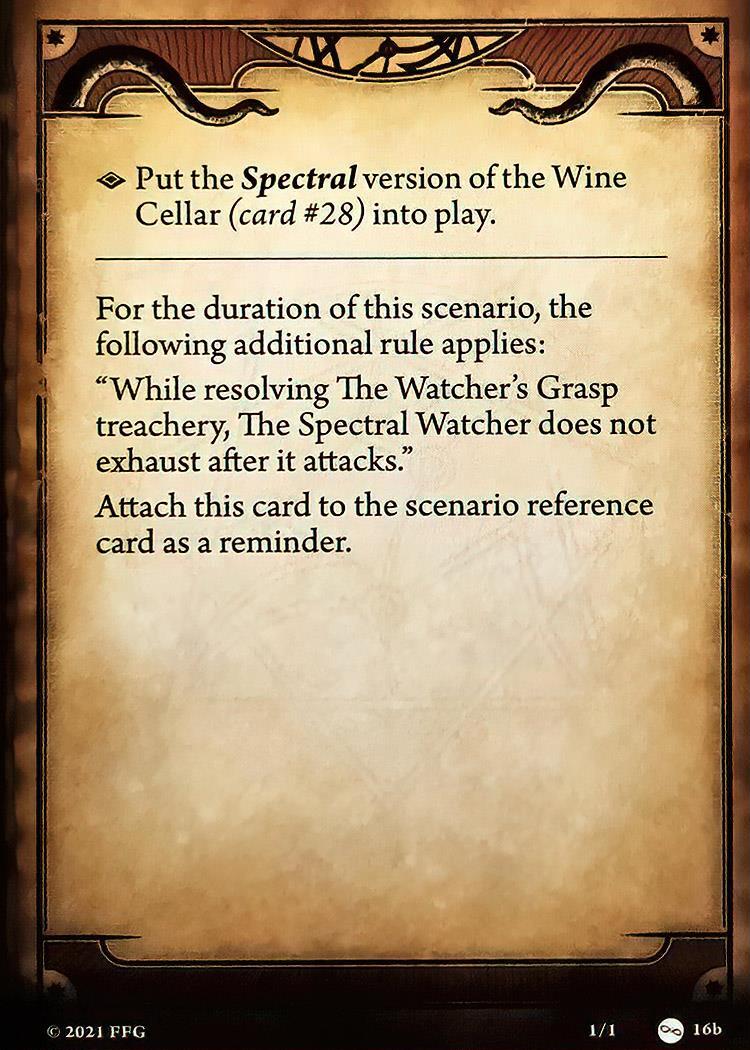 Put the Spectral version of the Wine
Cellar (card #28) into play.
For the duration of this scenario, the
following additional rule applies:
“While resolving The Watcher’s Grasp
treachery, The Spectral Watcher does not
exhaust after it attacks.”
Attach this card to the scenario reference
card as a reminder.
© 2021 FFG
1/1
16b